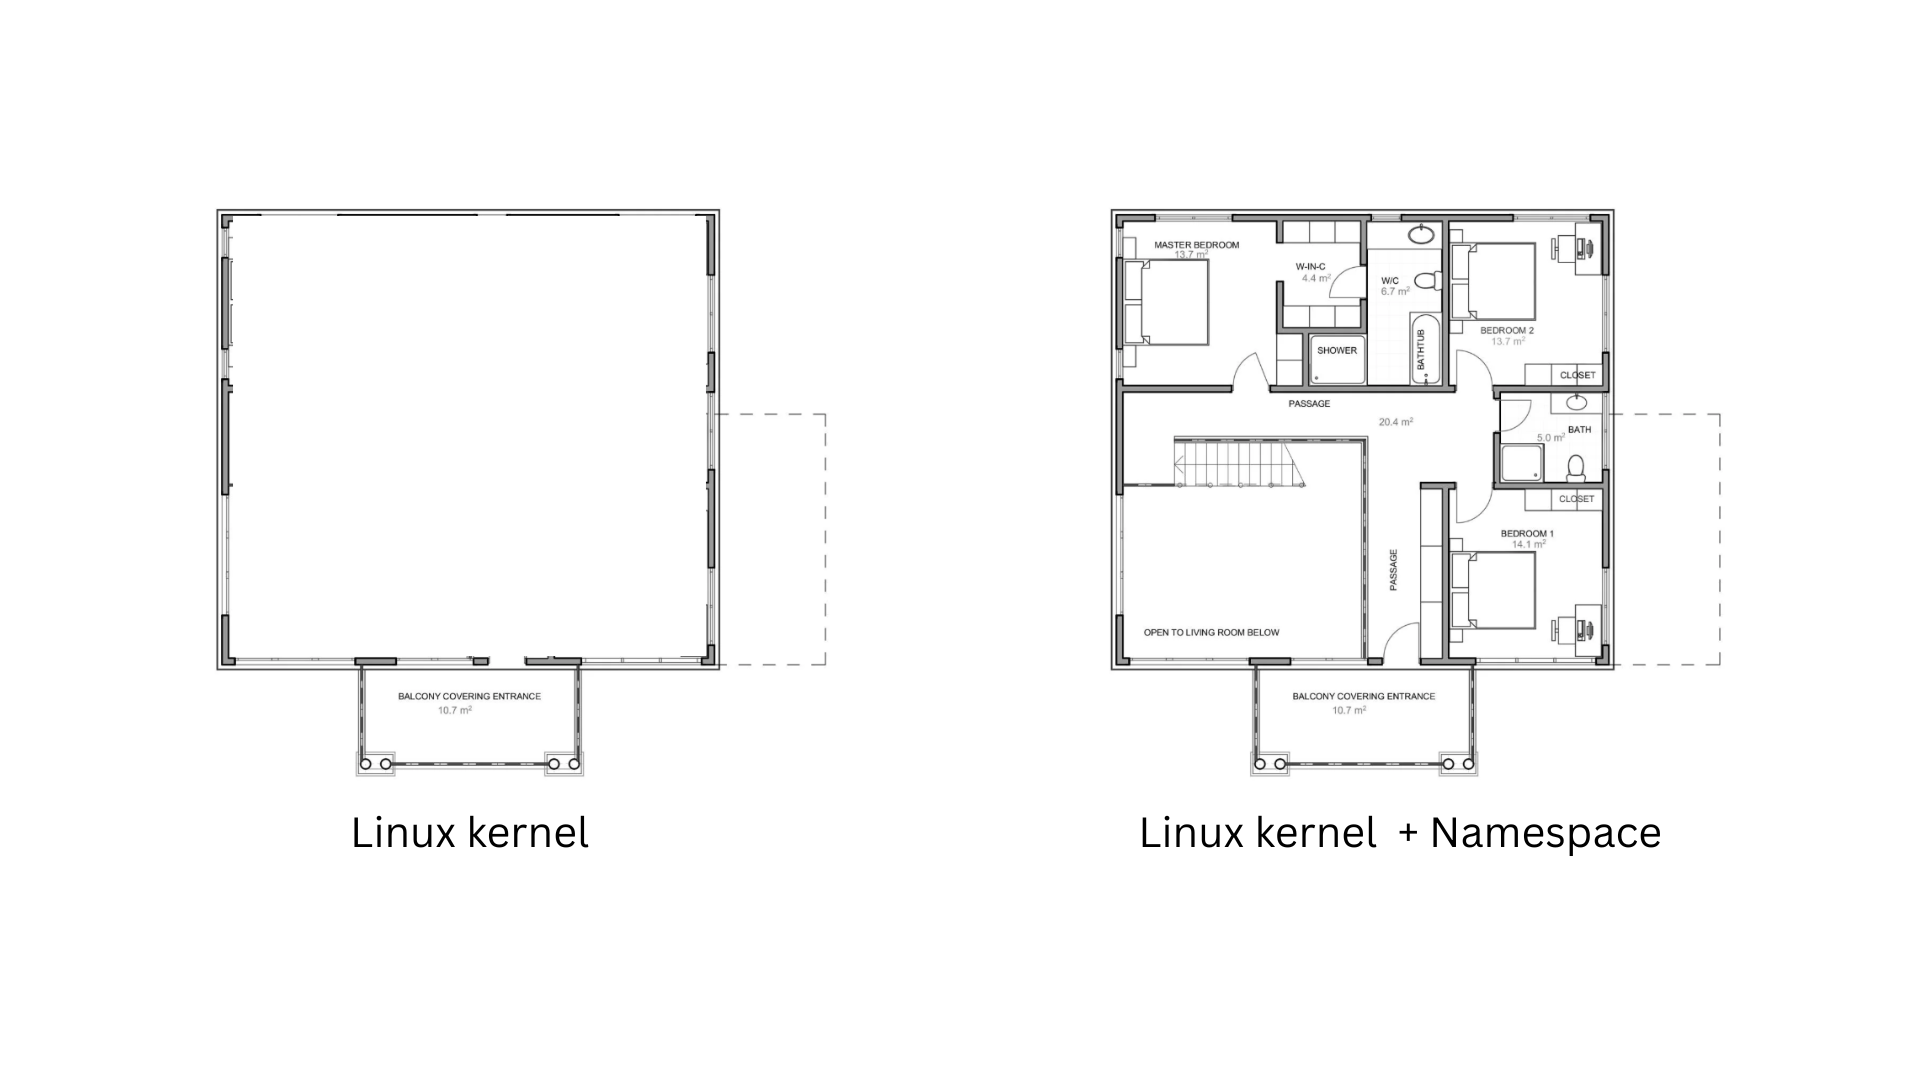 BALCONY COVERING ENTRANCE
10.7 m²
Linux kernel
MASTER BEDROOM
13.7 m²
W-IN-C
4.4 m²
W/C
6.7 m²
SHOWER
BATHTUB
BEDROOM 2
13.7 m²
CLOSET
PASSAGE
20.4 m²
BATH
5.0 m²
CLOSET
BEDROOM 1
14.1 m²
PASSAGE
OPEN TO LIVING ROOM BELOW
BALCONY COVERING ENTRANCE
10.7 m²
Linux kernel + Namespace